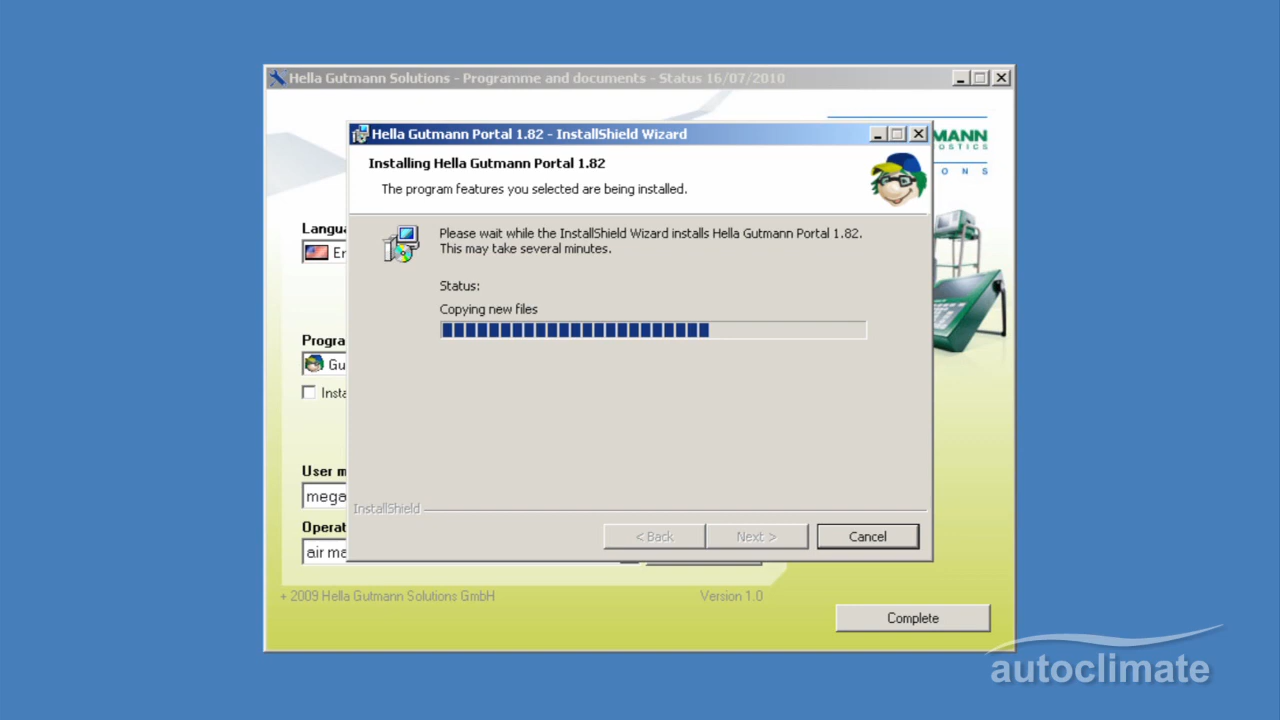 Hella Gutmann Solutions - Programme and documents - Status 16/07/2010
Hella Gutmann Portal 1.82 - InstallShield Wizard
MANN
OSTICS
O N S
Installing Hella Gutmann Portal 1.82
The program features you selected are being installed.
Langua
Please wait while the InstallShield Wizard installs Hella Gutmann Portal 1.82.
This may take several minutes.
Er
Status:
Copying new files
Progra
Gu
Insta
User m
mega
InstallShield
Operat
< Back
Next >
Cancel
air ma
+ 2009 Hella Gutmann Solutions GmbH
Version 1.0
Complete
autoclimate